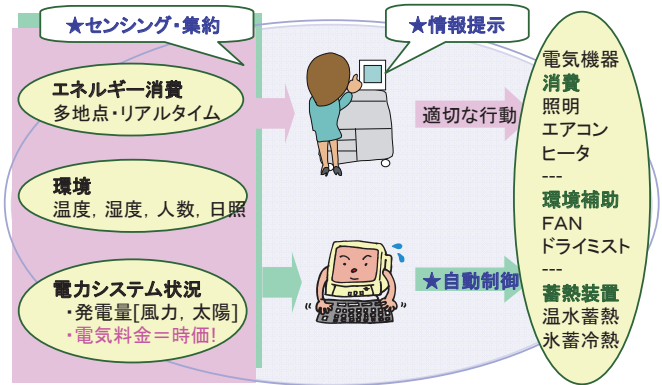 ★センシング・集約
エネルギー消費
多地点・リアルタイム
環境
温度，湿度，人数，日照
電力システム状況
・発電量[風力，太陽]
・電気料金＝時価！
★情報提示
適切な行動
★自動制御
電気機器
消費
照明
エアコン
ヒータ
---
環境補助
FAN
ドライミスト
---
蓄熱装置
温水蓄熱
氷蓄冷熱